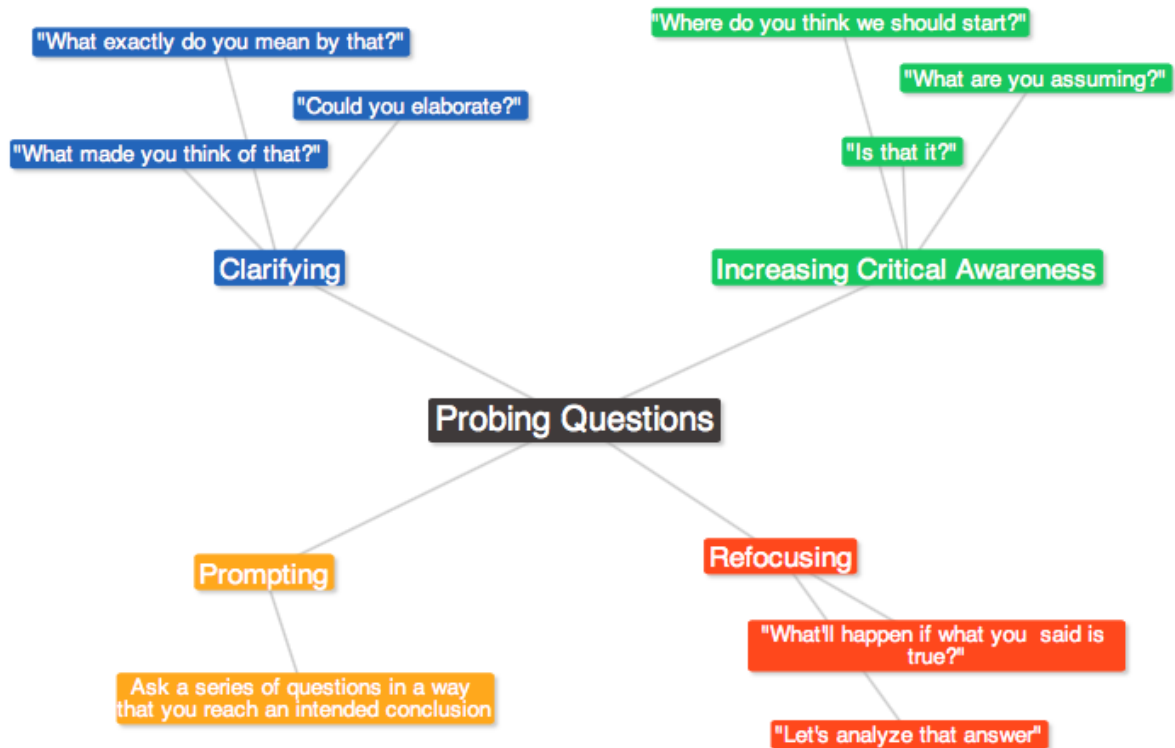 "What exactly do you mean by that?"
"Could you elaborate?"
"What made you think of that?"
Clarifying
"Where do you think we should start?"
"What are you assuming?"
"Is that it?"
Increasing Critical Awareness
Probing Questions
Prompting
Ask a series of questions in a way
that you reach an intended conclusion
Refocusing
"What'll happen if what you  said is
true?"
"Let's analyze that answer"